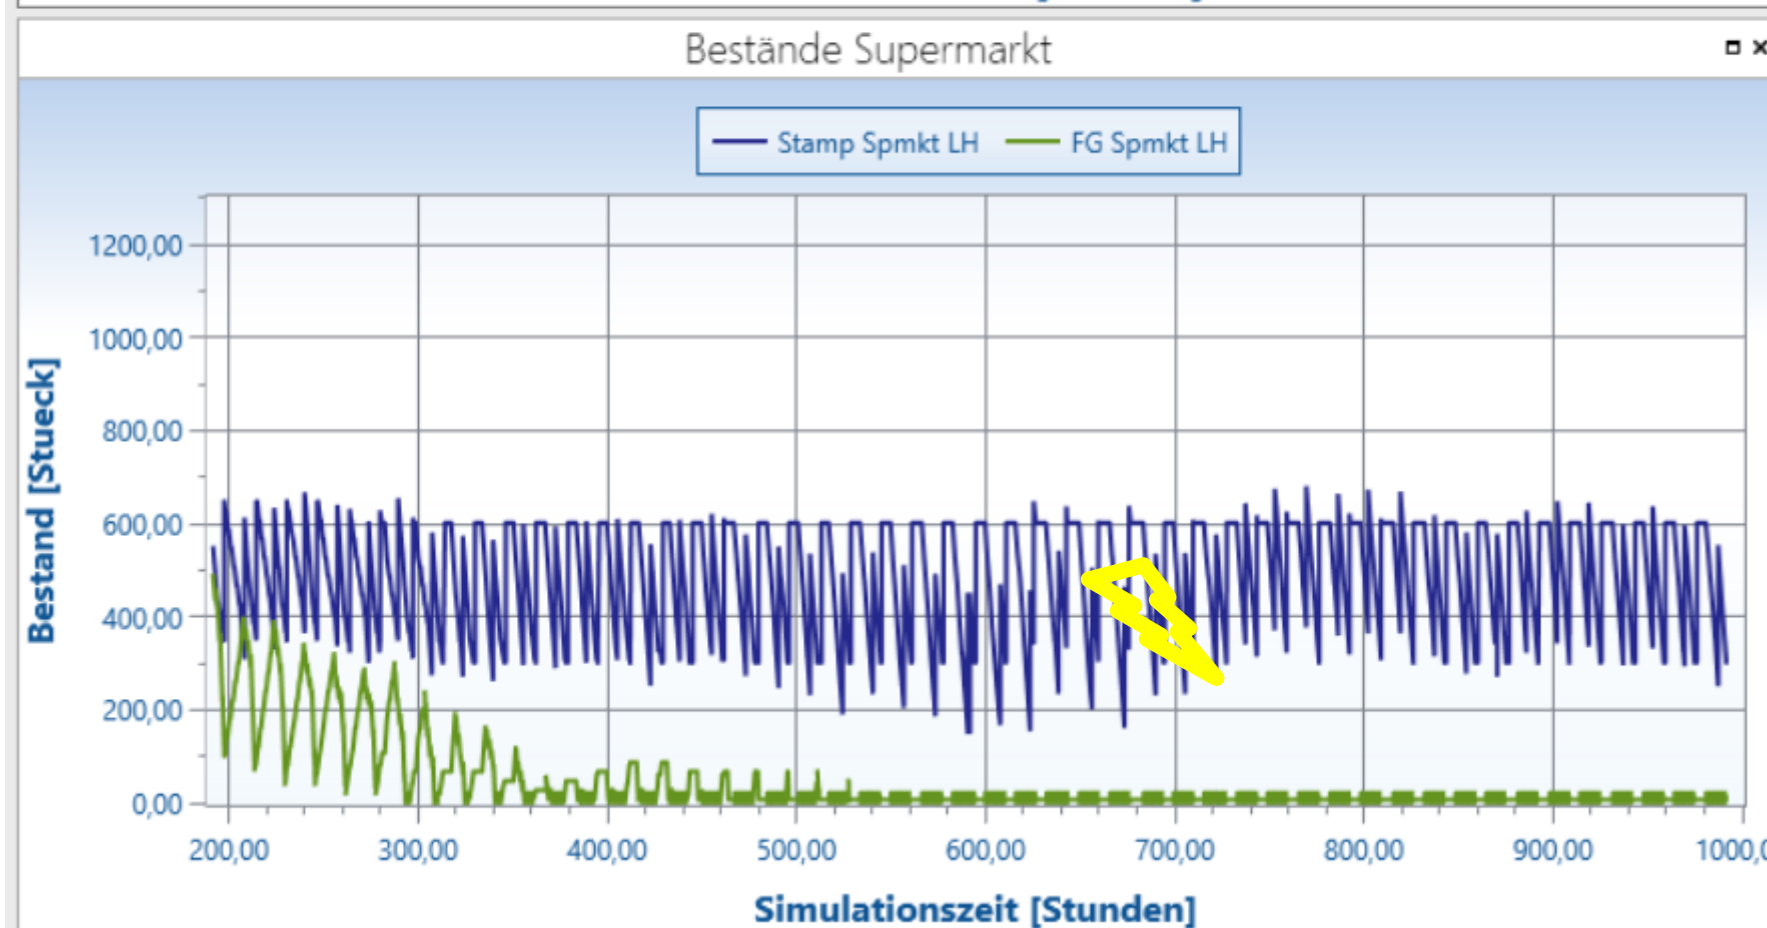 Bestände Supermarkt
Stamp Spmkt LH FG Spmkt LH
Bestand [Stueck]
1200,00
1000,00
800,00
600,00
400,00
200,00
0,00
200,00 300,00 400,00 500,00 600,00 700,00 800,00 900,00 1000,0
Simulationszeit [Stunden]